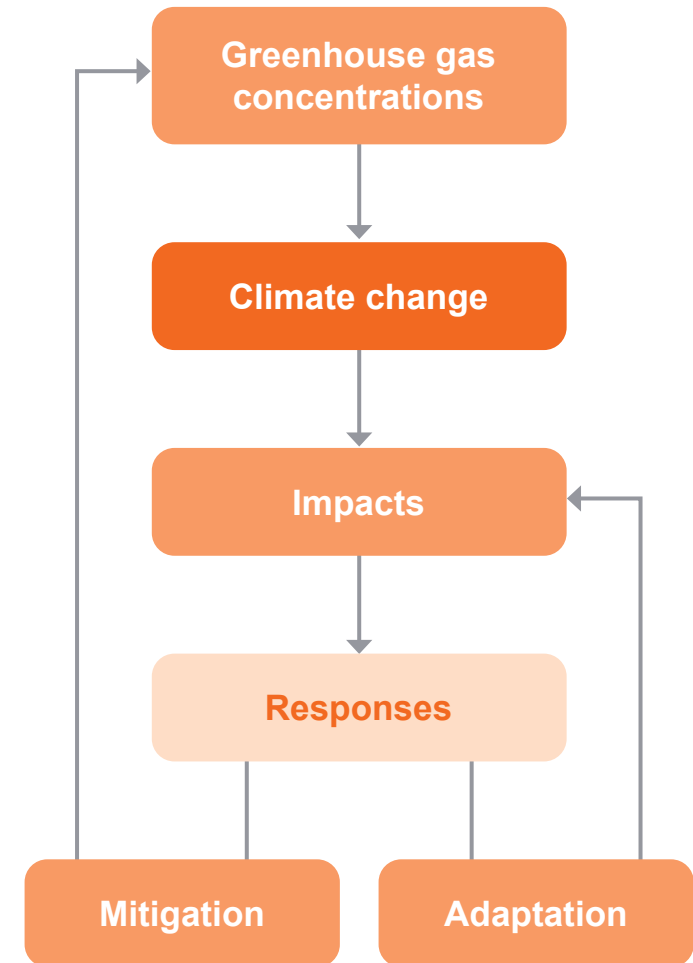 Greenhouse gas
concentrations
Climate change
Impacts
Responses
Mitigation
Adaptation